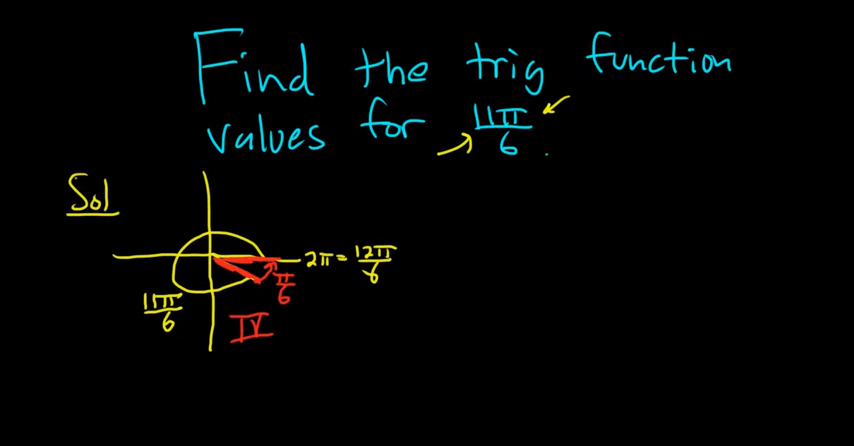 Find the trig function
values for 11π/6.
Sol
2π = 12π/6
π/6
11π/6
IV